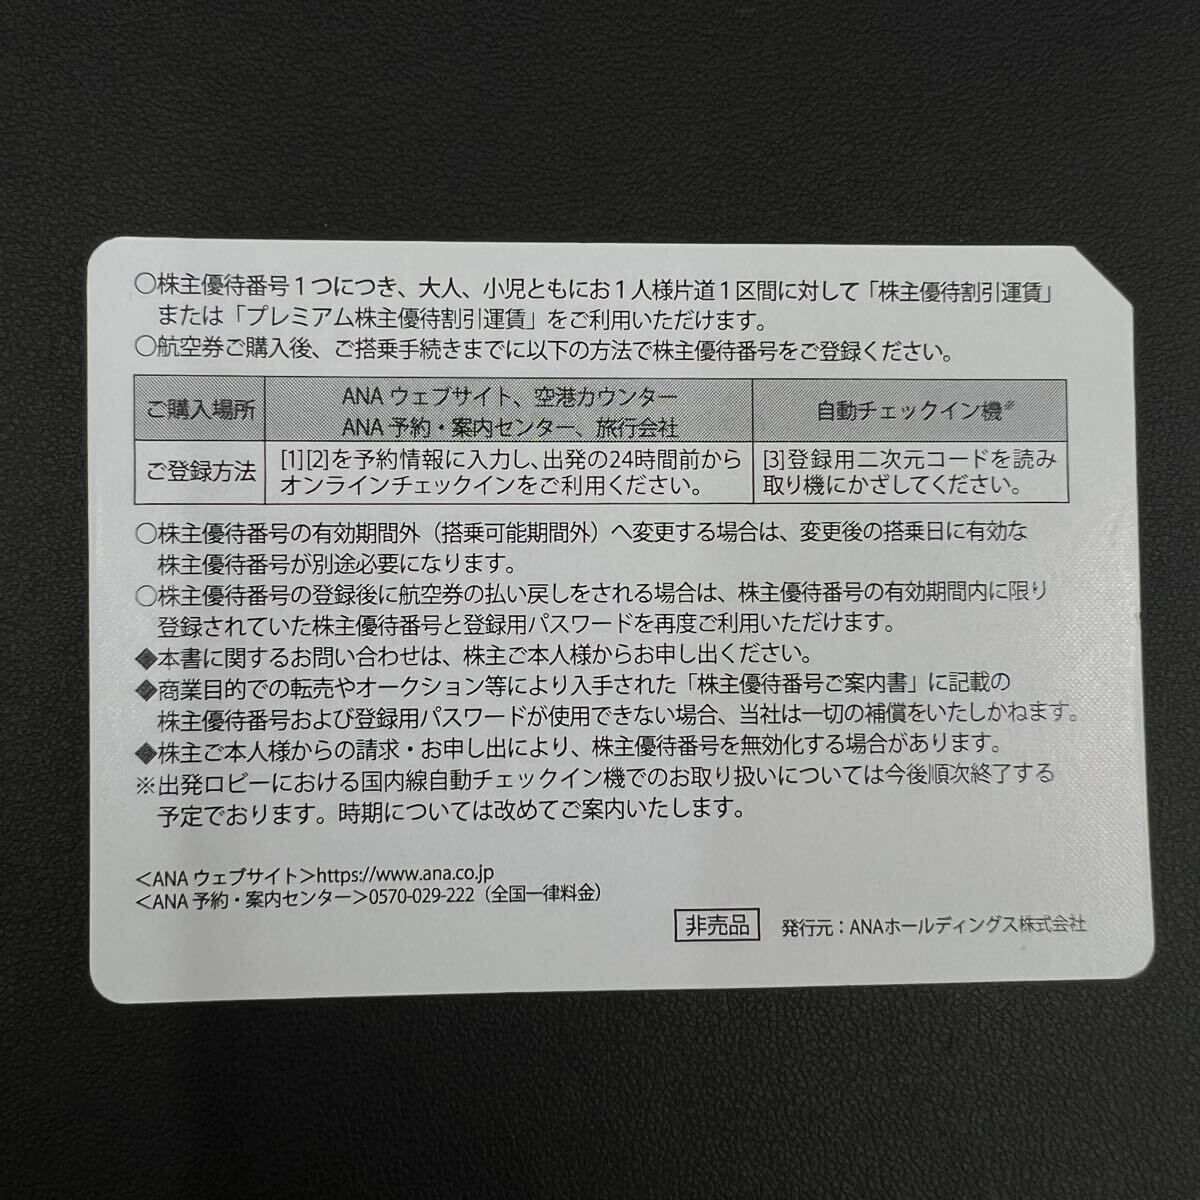 ○株主優待番号1つにつき、大人、小児ともにお1人様片道1区間に対して「株主優待割引運賃」
または「プレミアム株主優待割引運賃」をご利用いただけます。
○航空券ご購入後、ご搭乗手続きまでに以下の方法で株主優待番号をご登録ください。
ご購入場所
ANA ウェブサイト、空港カウンター
ANA 予約・案内センター、旅行会社
自動チェックイン機※
ご登録方法
[1][2]を予約情報に入力し、出発の24時間前から
オンラインチェックインをご利用ください。
[3]登録用二次元コードを読み
取り機にかざしてください。
○株主優待番号の有効期間外（搭乗可能期間外）へ変更する場合は、変更後の搭乗日に有効な
株主優待番号が別途必要になります。
○株主優待番号の登録後に航空券の払い戻しをされる場合は、株主優待番号の有効期間内に限り
登録されていた株主優待番号と登録用パスワードを再度ご利用いただけます。
◆本書に関するお問い合わせは、株主ご本人様からお申し出ください。
◆商業目的での転売やオークション等により入手された「株主優待番号ご案内書」に記載の
株主優待番号および登録用パスワードが使用できない場合、当社は一切の補償をいたしかねます。
◆株主ご本人様からの請求・お申し出により、株主優待番号を無効化する場合があります。
※出発ロビーにおける国内線自動チェックイン機でのお取り扱いについては今後順次終了する
予定でおります。時期については改めてご案内いたします。
＜ANA ウェブサイト＞https://www.ana.co.jp
＜ANA 予約・案内センター＞0570-029-222（全国一律料金）
非売品 発行元：ANAホールディングス株式会社